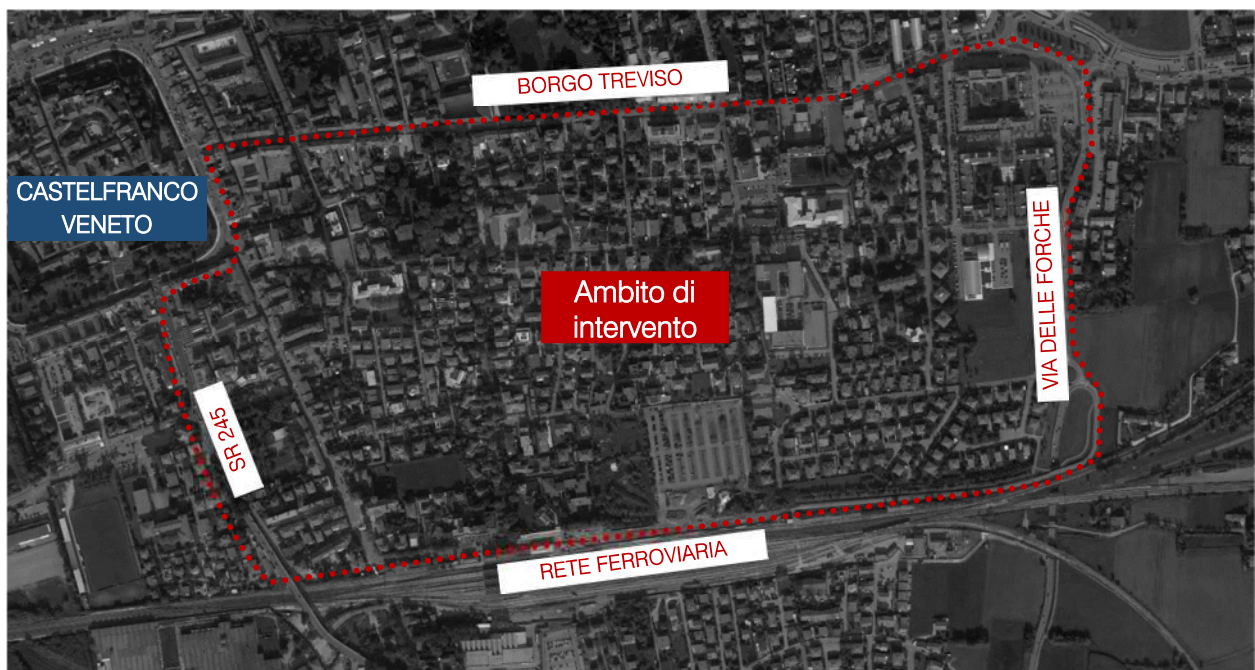 BORGO TREVISO
CASTELFRANCO
VENETO
Ambito di
intervento
VIA DELLE FORCHE
SR 245
RETE FERROVIARIA